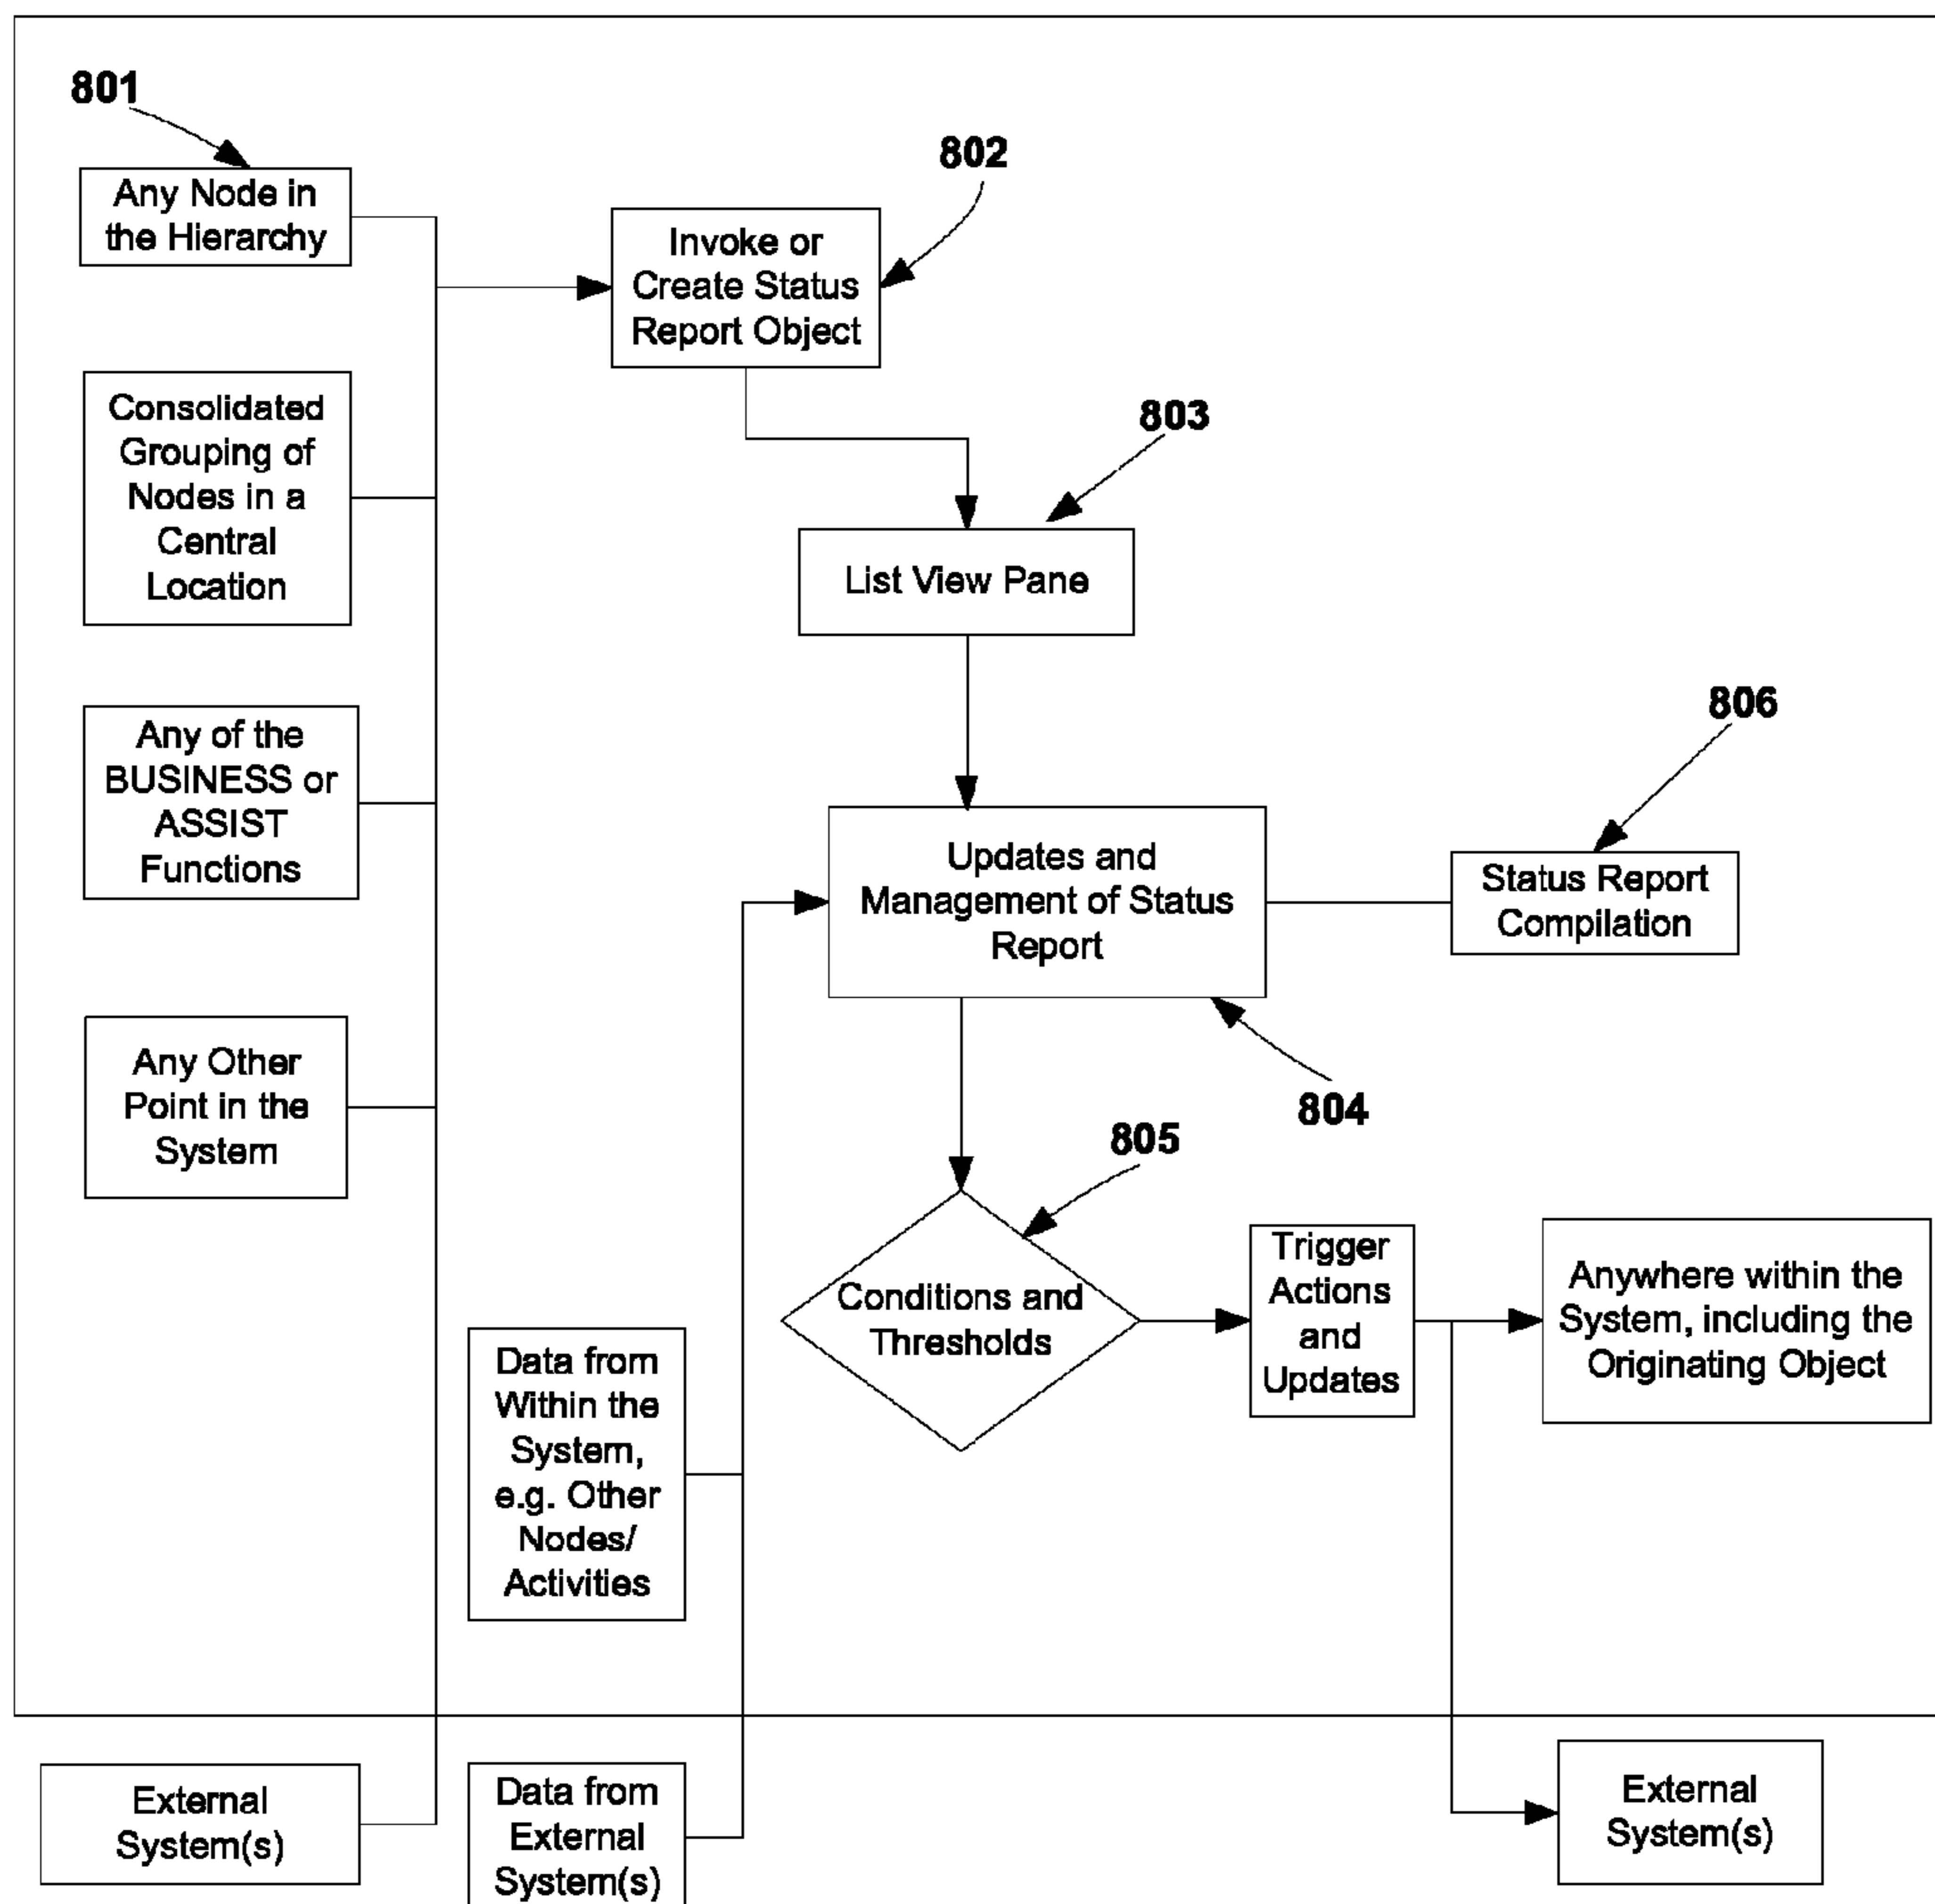 801
Any Node in
the Hierarchy
802
Invoke or
Create Status
Report Object
Consolidated
Grouping of
Nodes in a
Central
Location
803
List View Pane
Any of the
BUSINESS or
ASSIST
Functions
806
Updates and
Management of Status
Report
Status Report
Compilation
Any Other
Point in the
System
804
805
Conditions and
Thresholds
Trigger
Actions
and
Updates
Anywhere within the
System, including the
Originating Object
Data from
Within the
System,
e.g. Other
Nodes/
Activities
External
System(s)
Data from
External
System(s)
External
System(s)